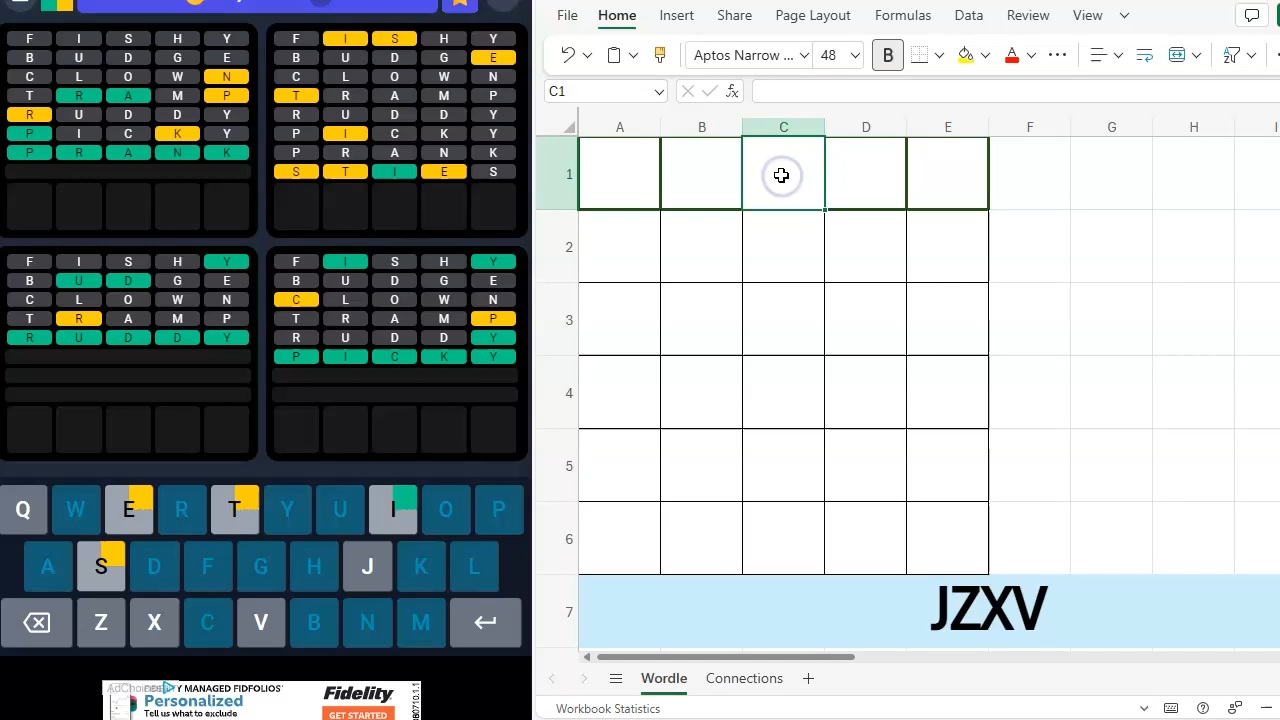 File Home Insert Share Page Layout Formulas Data Review View
Aptos Narrow ... 48 B A
C1 fx
A B C D E F G H I
1
2
3
4
5
6
7 JZXV
Wordle Connections
Workbook Statistics
F I S H Y
B U D G E
C L O W N
T R A M P
R U D D Y
P I C K Y
P R A N K
F I S H Y
B U D G E
C L O W N
T R A M P
R U D D Y
P I C K Y
P R A N K
S T I E S
F I S H Y
B U D G E
C L O W N
T R A M P
R U D D Y
F I S H Y
B U D G E
C L O W N
T R A M P
R U D D Y
P I C K Y
Q W E R T Y U I O P
A S D F G H J K L
Z X C V B N M
Personalized
Tell us what to exclude
Fidelity
GET STARTED